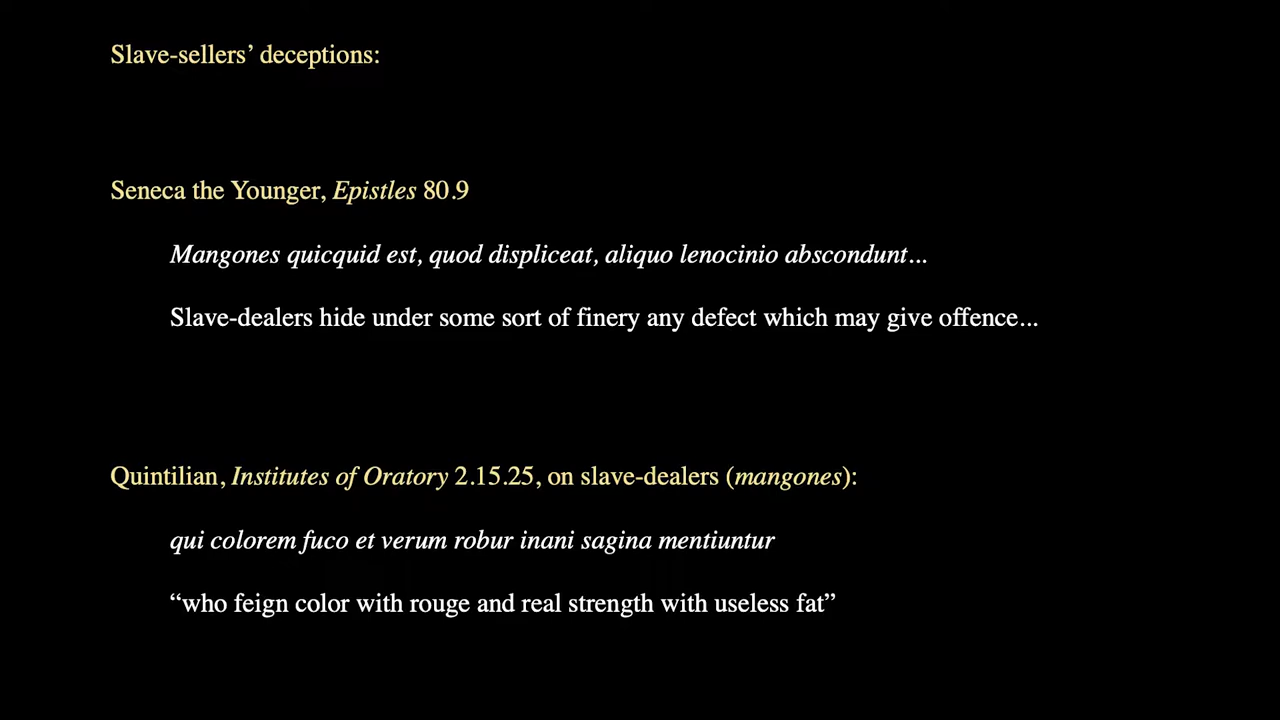 Slave-sellers’ deceptions:
Seneca the Younger, Epistles 80.9
Mangones quicquid est, quod displiceat, aliquo lenocinio abscondunt...
Slave-dealers hide under some sort of finery any defect which may give offence...
Quintilian, Institutes of Oratory 2.15.25, on slave-dealers (mangones):
qui colorem fuco et verum robur inani sagina mentiuntur
“who feign color with rouge and real strength with useless fat”